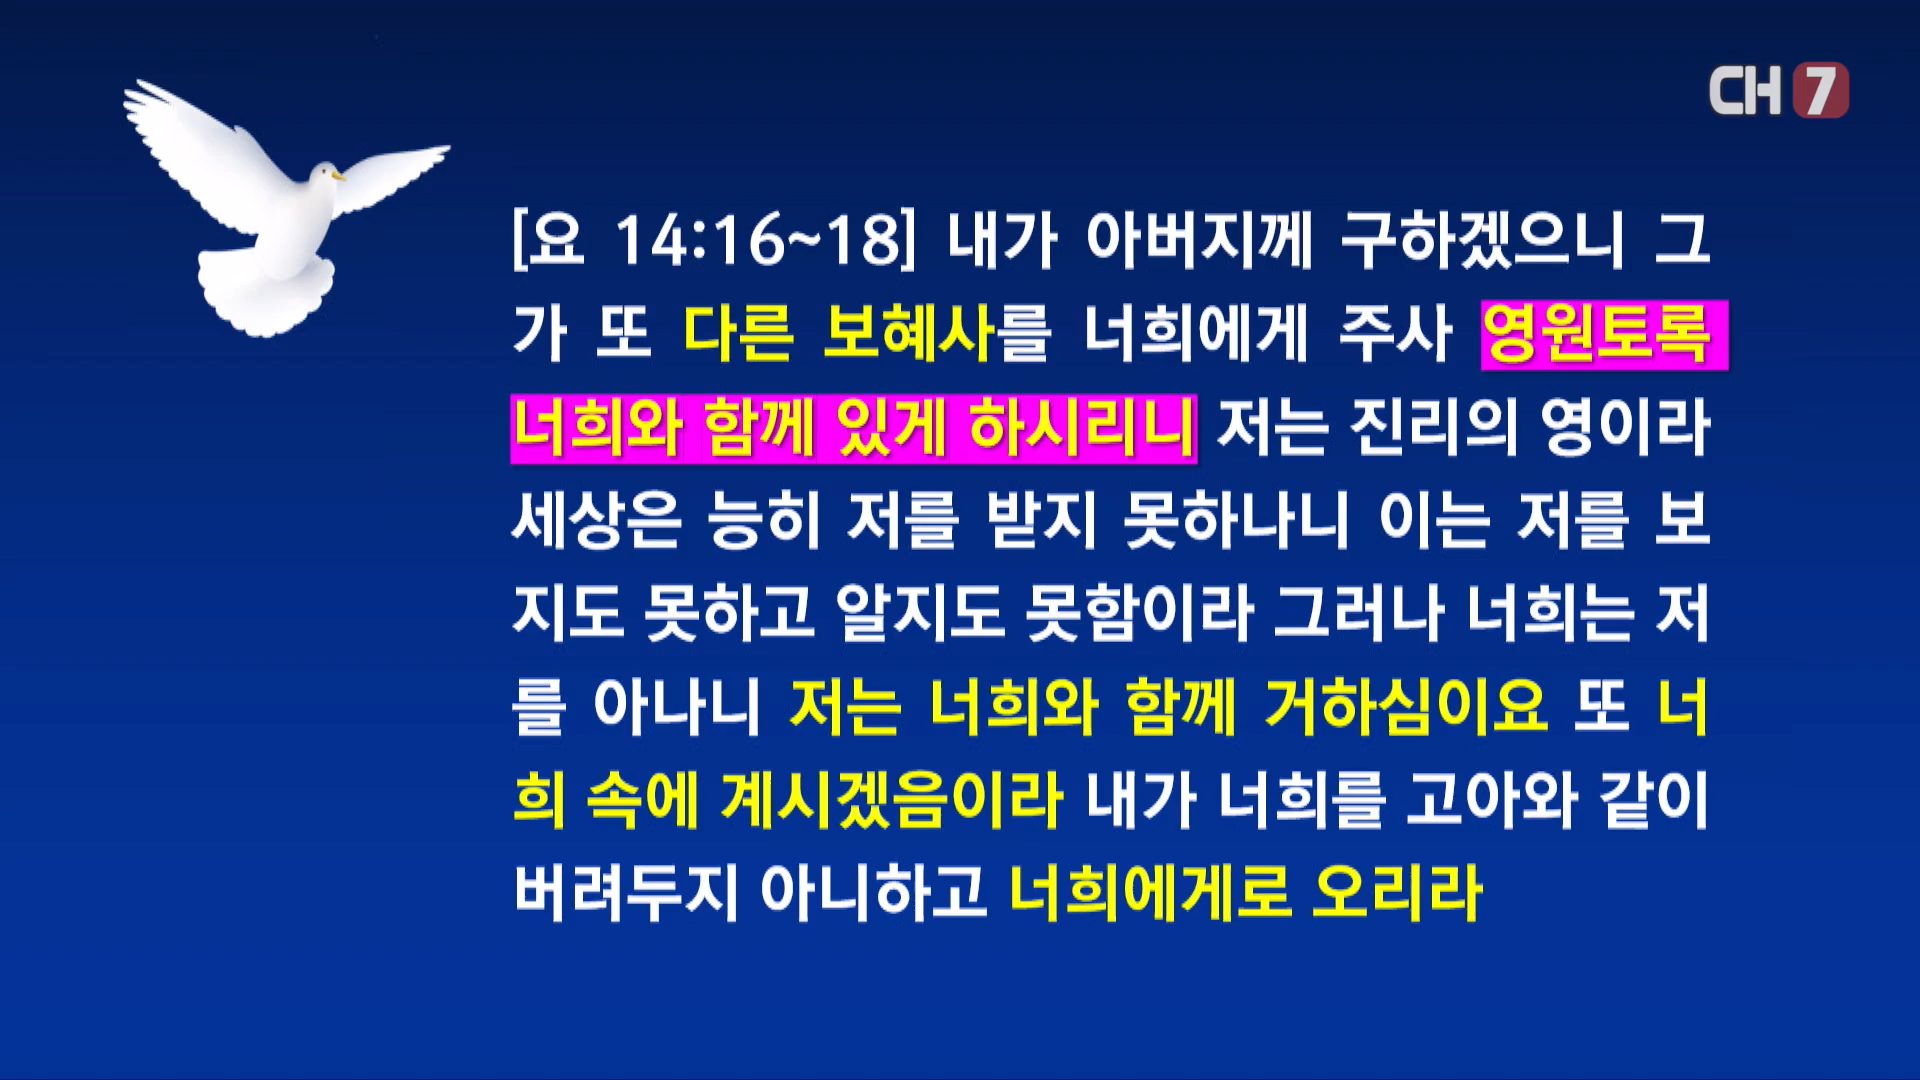 CH 7
[요 14:16~18] 내가 아버지께 구하겠으니 그
가 또 다른 보혜사를 너희에게 주사 영원토록
너희와 함께 있게 하시리니 저는 진리의 영이라
세상은 능히 저를 받지 못하나니 이는 저를 보
지도 못하고 알지도 못함이라 그러나 너희는 저
를 아나니 저는 너희와 함께 거하심이요 또 너
희 속에 계시겠음이라 내가 너희를 고아와 같이
버려두지 아니하고 너희에게로 오리라